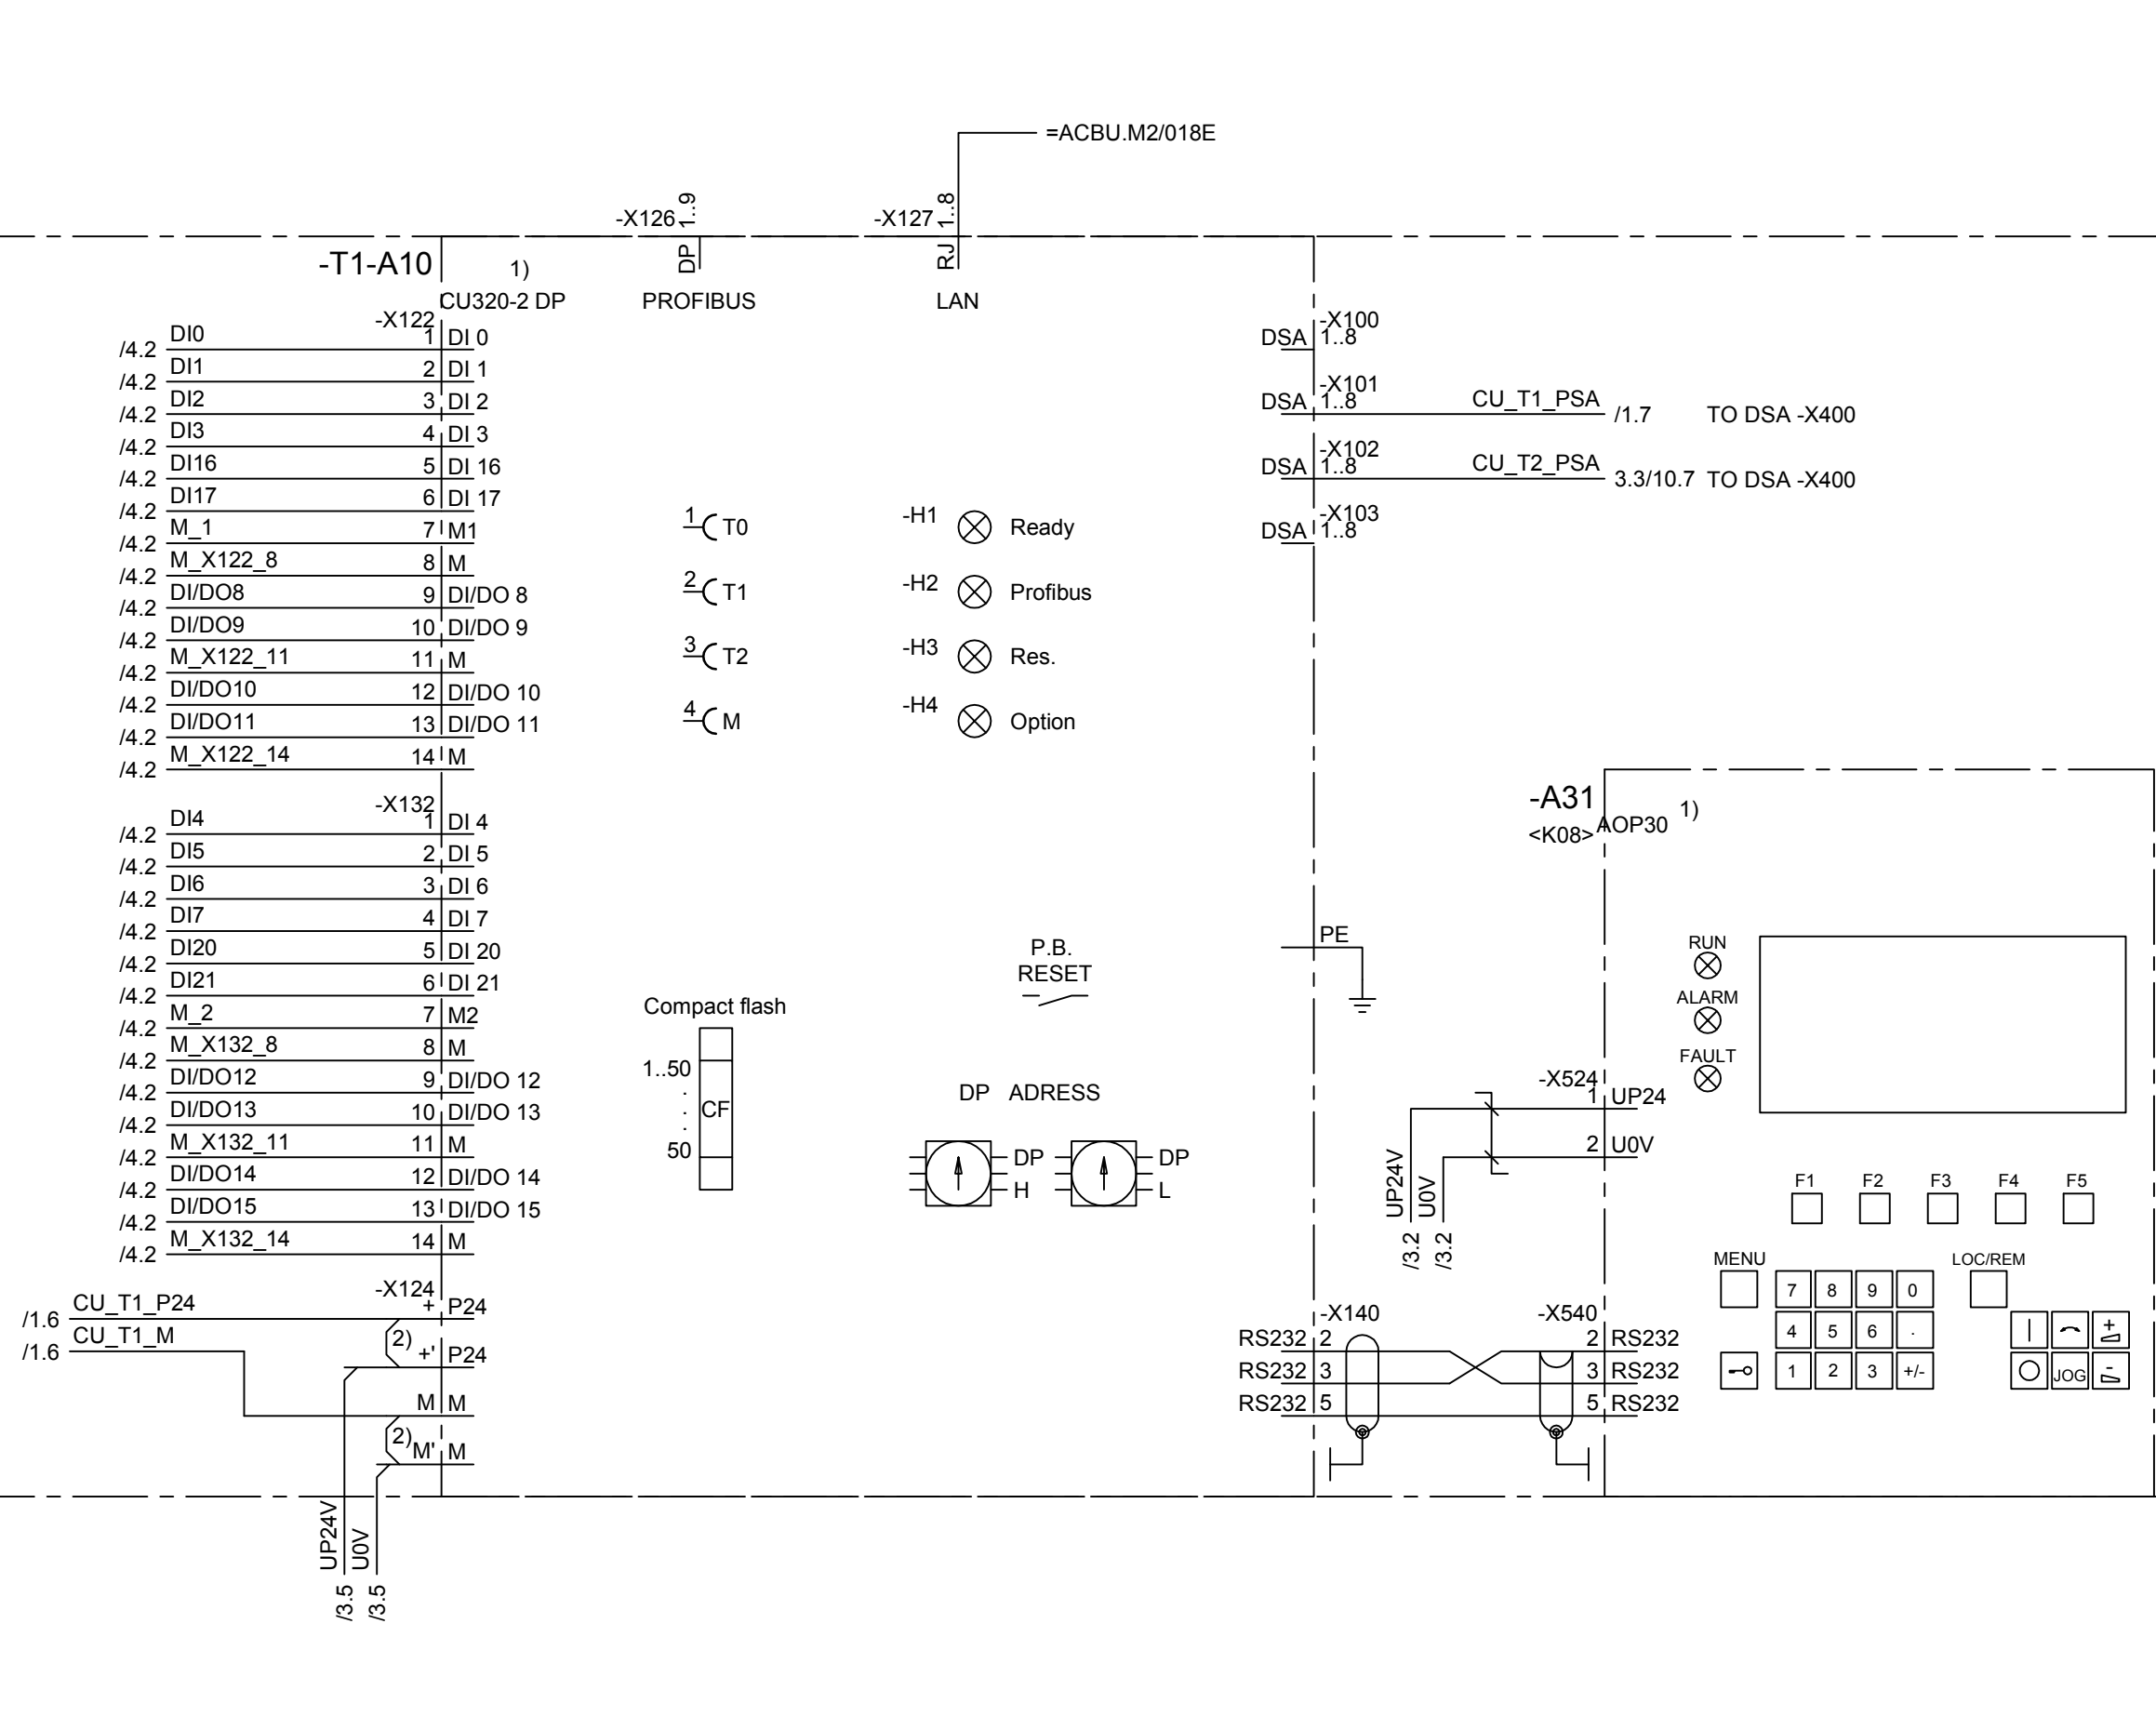 =ACBU.M2/018E
-X126 1..9
-X127 1..8
-T1-A10
1)
DP
RJ
CU320-2 DP
PROFIBUS
LAN
-X122
/4.2 DI0 1 DI 0
/4.2 DI1 2 DI 1
/4.2 DI2 3 DI 2
/4.2 DI3 4 DI 3
/4.2 DI16 5 DI 16
/4.2 DI17 6 DI 17
/4.2 M_1 7 M1
/4.2 M_X122_8 8 M
/4.2 DI/DO8 9 DI/DO 8
/4.2 DI/DO9 10 DI/DO 9
/4.2 M_X122_11 11 M
/4.2 DI/DO10 12 DI/DO 10
/4.2 DI/DO11 13 DI/DO 11
/4.2 M_X122_14 14 M
-X132
/4.2 DI4 1 DI 4
/4.2 DI5 2 DI 5
/4.2 DI6 3 DI 6
/4.2 DI7 4 DI 7
/4.2 DI20 5 DI 20
/4.2 DI21 6 DI 21
/4.2 M_2 7 M2
/4.2 M_X132_8 8 M
/4.2 DI/DO12 9 DI/DO 12
/4.2 DI/DO13 10 DI/DO 13
/4.2 M_X132_11 11 M
/4.2 DI/DO14 12 DI/DO 14
/4.2 DI/DO15 13 DI/DO 15
/4.2 M_X132_14 14 M
-X124
/1.6 CU_T1_P24 + P24
/1.6 CU_T1_M
2)
+' P24
M M
2)
M' M
UP24V
U0V
/3.5
/3.5
1 T0
2 T1
3 T2
4 M
-H1 Ready
-H2 Profibus
-H3 Res.
-H4 Option
Compact flash
1..50
.
.
.
50
CF
P.B.
RESET
DP ADRESS
DP
H
DP
L
-X100
DSA 1..8
-X101
DSA 1..8 CU_T1_PSA /1.7 TO DSA -X400
-X102
DSA 1..8 CU_T2_PSA 3.3/10.7 TO DSA -X400
-X103
DSA 1..8
PE
-A31
<K08>
AOP30
1)
-X524
1 UP24
2 U0V
UP24V
U0V
/3.2
/3.2
-X140
-X540
RS232 2 2 RS232
RS232 3 3 RS232
RS232 5 5 RS232
RUN
ALARM
FAULT
F1 F2 F3 F4 F5
MENU
LOC/REM
7 8 9 0
4 5 6 .
1 2 3 +/-
+
JOG -